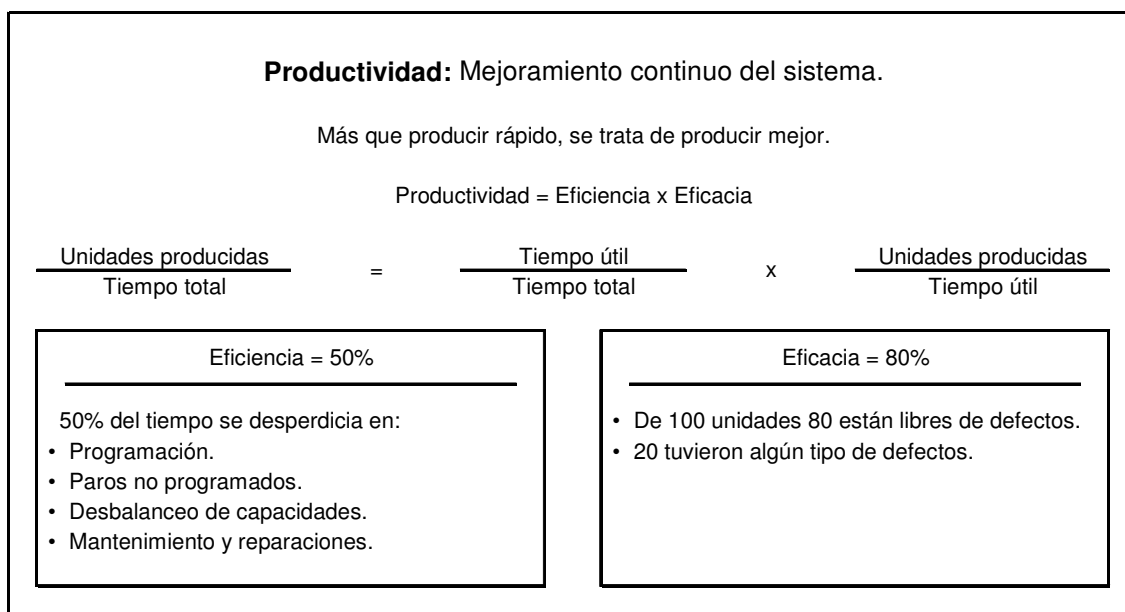 Productividad: Mejoramiento continuo del sistema.
Más que producir rápido, se trata de producir mejor.
Productividad = Eficiencia x Eficacia
Unidades producidas
Tiempo total
=
Tiempo útil
Tiempo total
x
Unidades producidas
Tiempo útil
Eficiencia = 50%
50% del tiempo se desperdicia en:
• Programación.
• Paros no programados.
• Desbalanceo de capacidades.
• Mantenimiento y reparaciones.
Eficacia = 80%
• De 100 unidades 80 están libres de defectos.
• 20 tuvieron algún tipo de defectos.